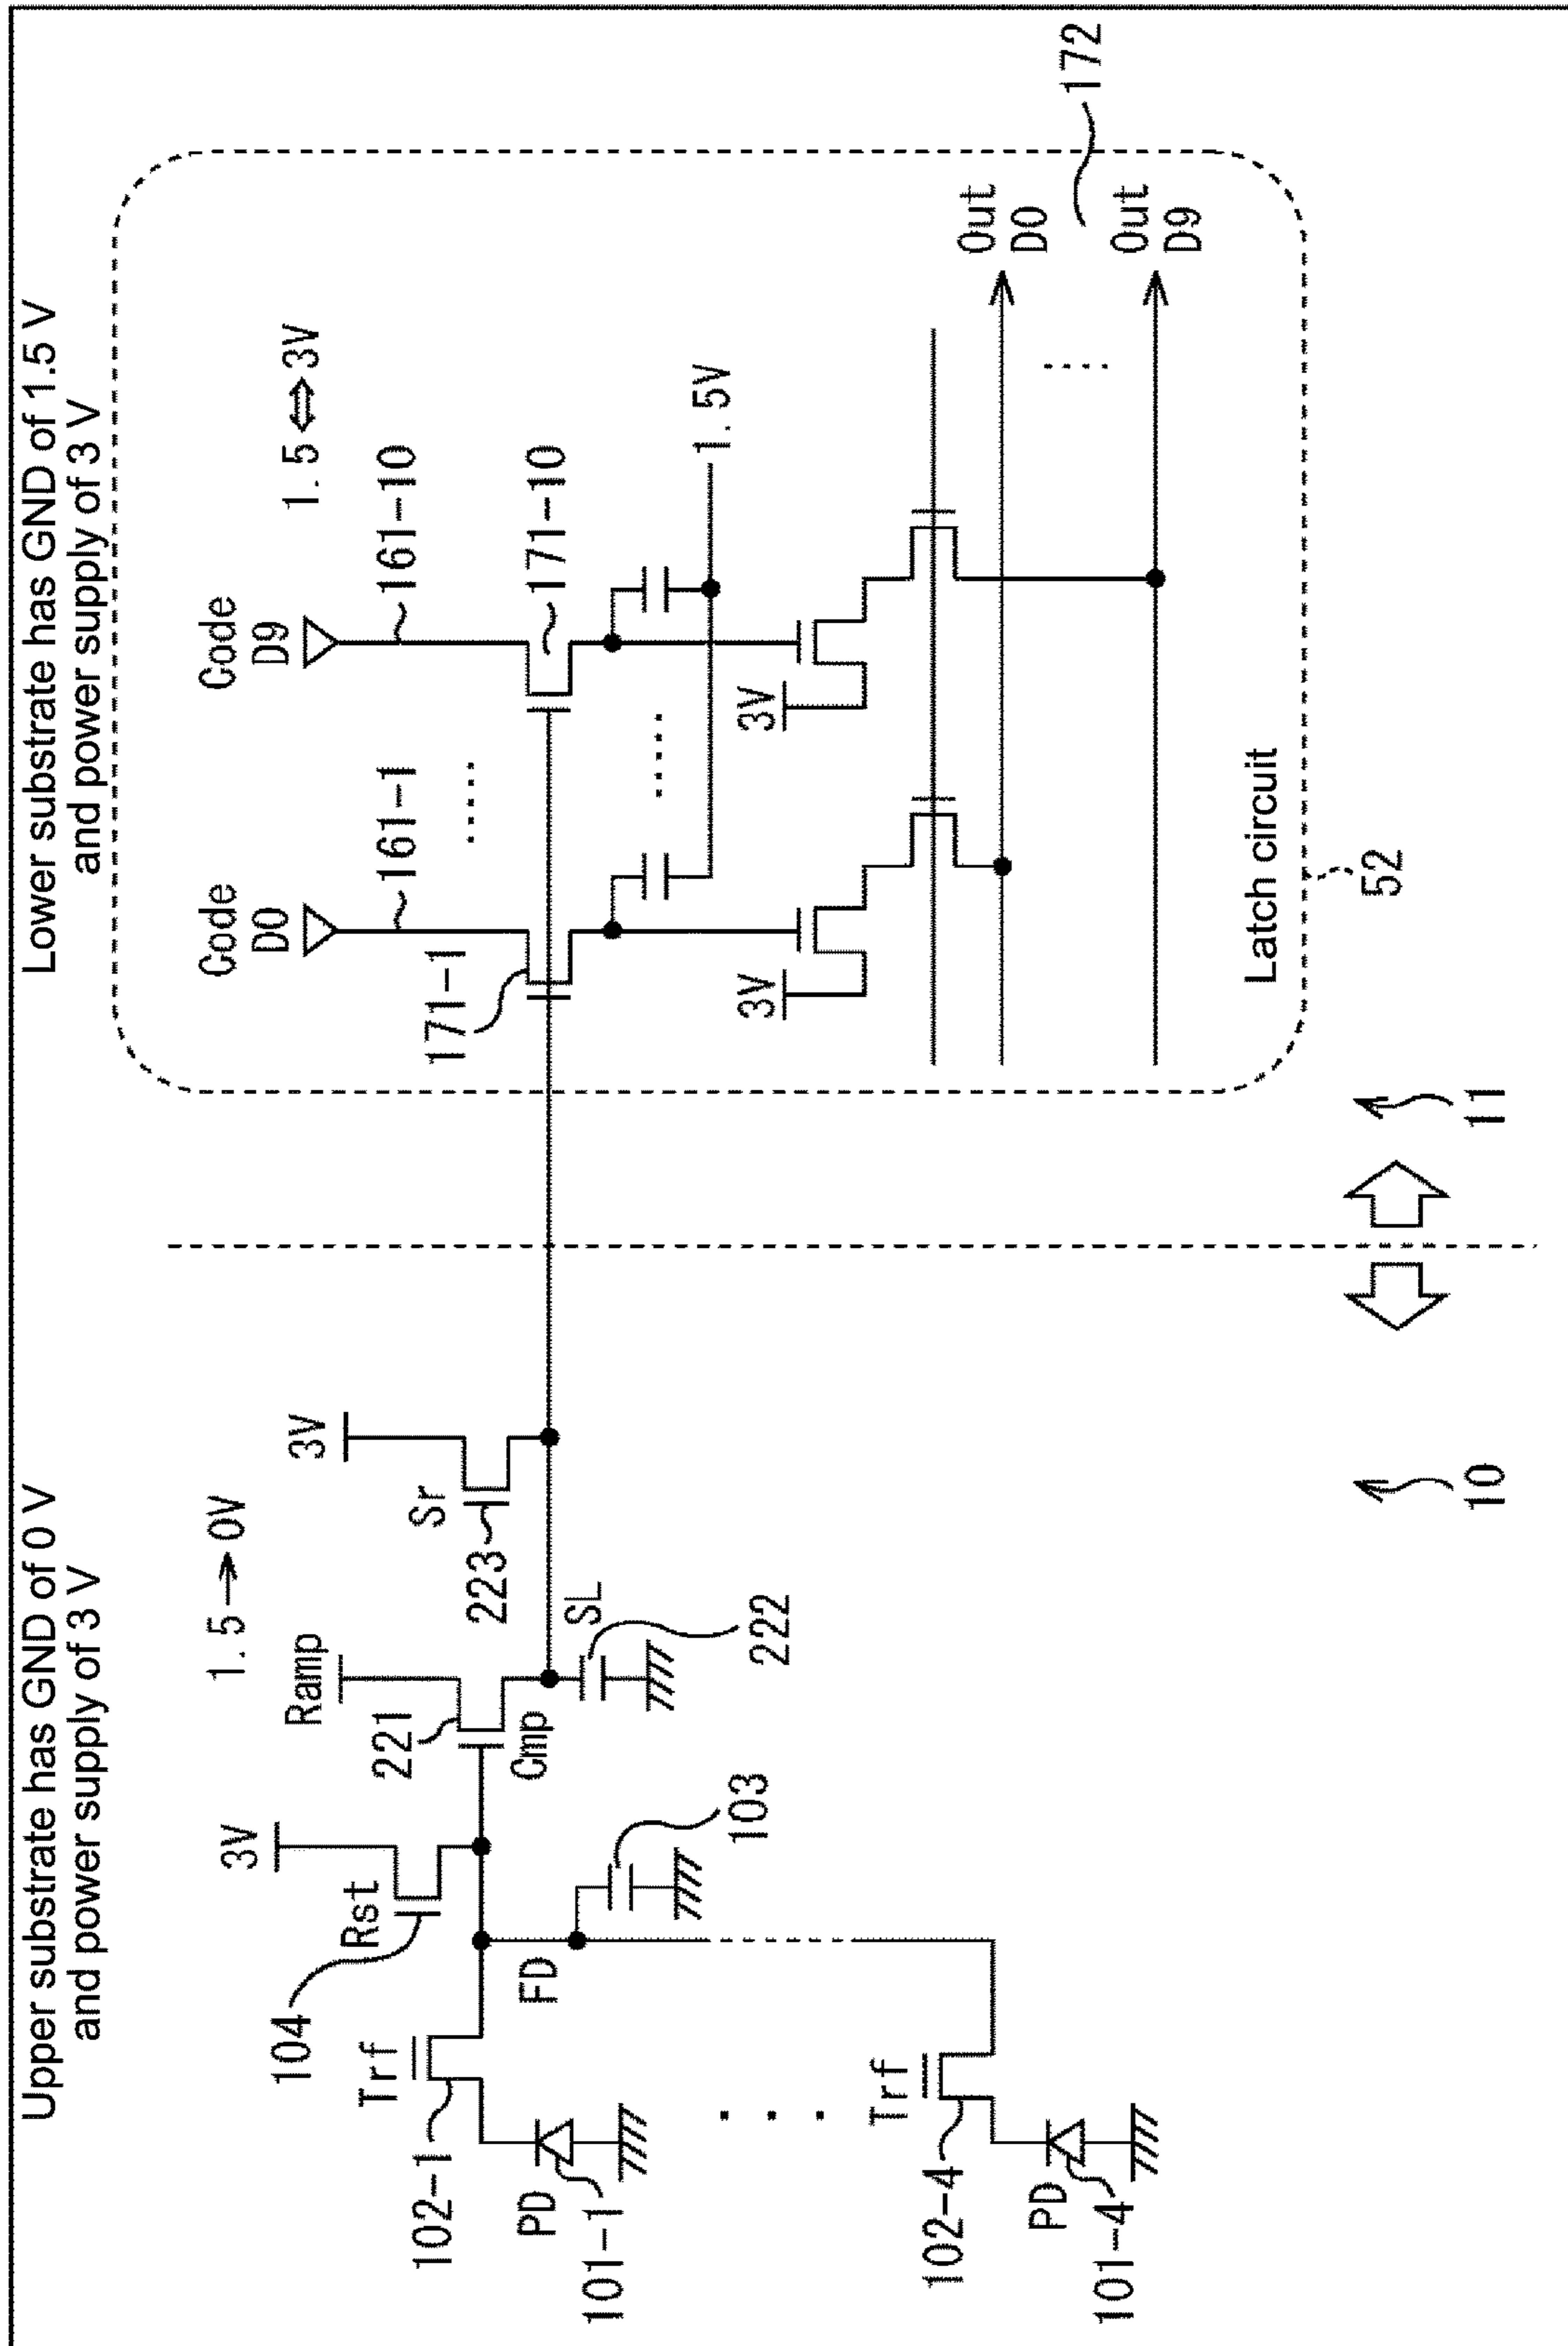 Upper substrate has GND of 0 V
and power supply of 3 V
Lower substrate has GND of 1.5 V
and power supply of 3 V
1.5→0V
3V
Ramp
3V
104
Rst
221
Sr
223
Trf
102-1
Cmp
SL
222
FD
103
PD
101-1
. . .
Trf
102-4
PD
101-4
10
Code
D0
Code
D9
1.5⇔3V
161-1
.....
161-10
171-1
171-10
.....
1.5V
3V
3V
Out
D0
.....
172
Out
D9
Latch circuit
52
11